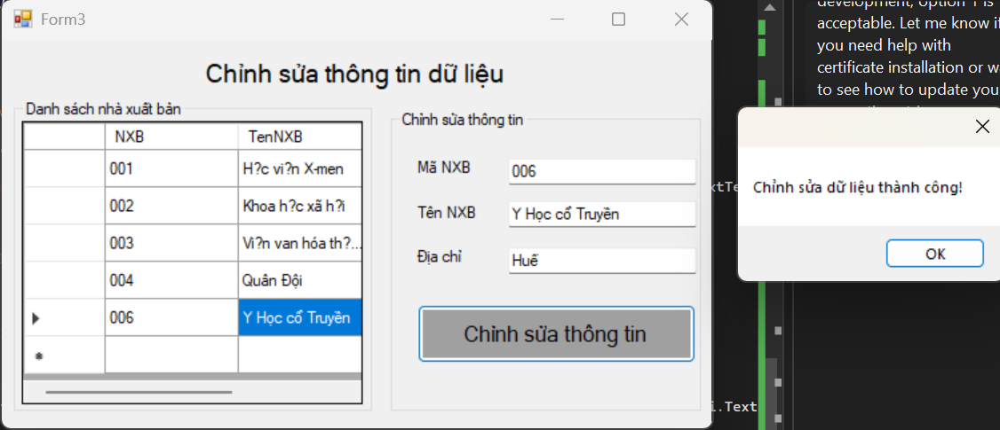 Form3
Chỉnh sửa thông tin dữ liệu
Danh sách nhà xuất bản
NXB TenNXB
001 H?c vi?n X-men
002 Khoa h?c xã h?i
003 Vi?n van hóa th?...
004 Quân Đội
006 Y Học cổ Truyền
Chỉnh sửa thông tin
Mã NXB 006
Tên NXB Y Học cổ Truyền
Địa chỉ Huế
Chỉnh sửa thông tin
development, option 1 is
acceptable. Let me know if
you need help with
certificate installation or w
to see how to update you
Chỉnh sửa dữ liệu thành công!
OK
xtTe
i.Text